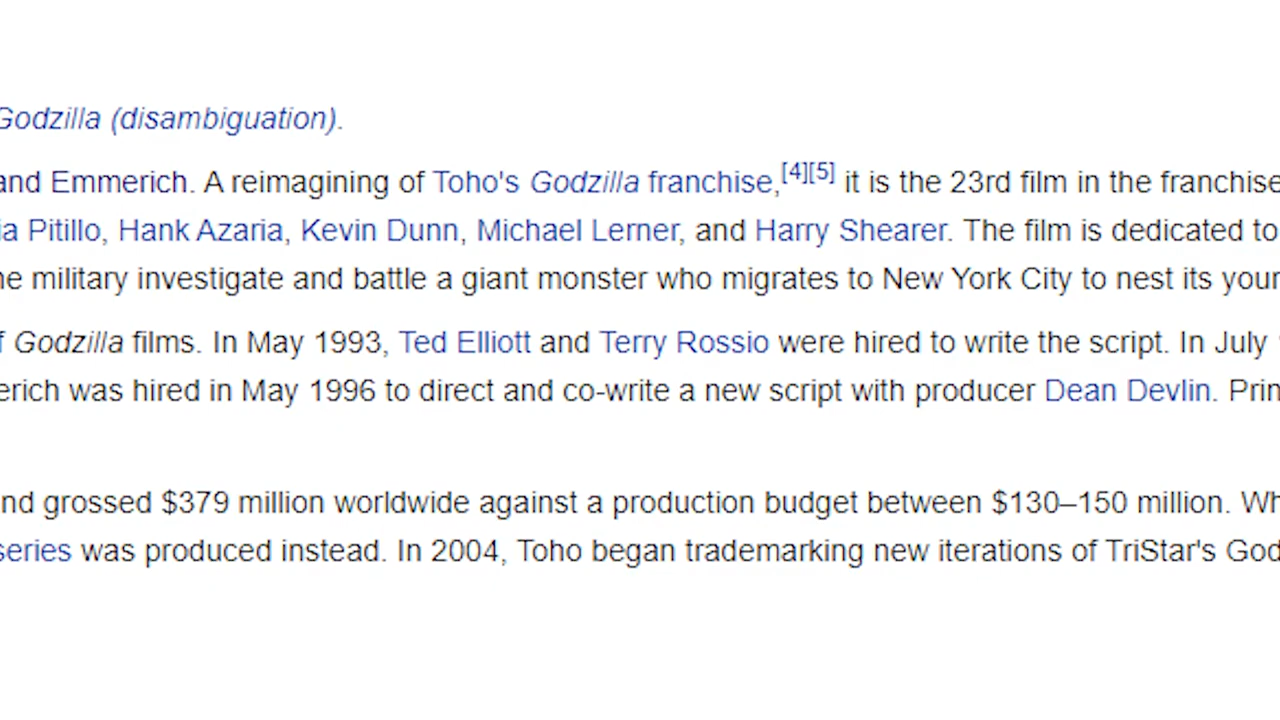 Godzilla (disambiguation).
and Emmerich. A reimagining of Toho's Godzilla franchise,[4][5] it is the 23rd film in the franchise
ia Pitillo, Hank Azaria, Kevin Dunn, Michael Lerner, and Harry Shearer. The film is dedicated to
he military investigate and battle a giant monster who migrates to New York City to nest its your
f Godzilla films. In May 1993, Ted Elliott and Terry Rossio were hired to write the script. In July
erich was hired in May 1996 to direct and co-write a new script with producer Dean Devlin. Prin
nd grossed $379 million worldwide against a production budget between $130–150 million. Wh
series was produced instead. In 2004, Toho began trademarking new iterations of TriStar's God